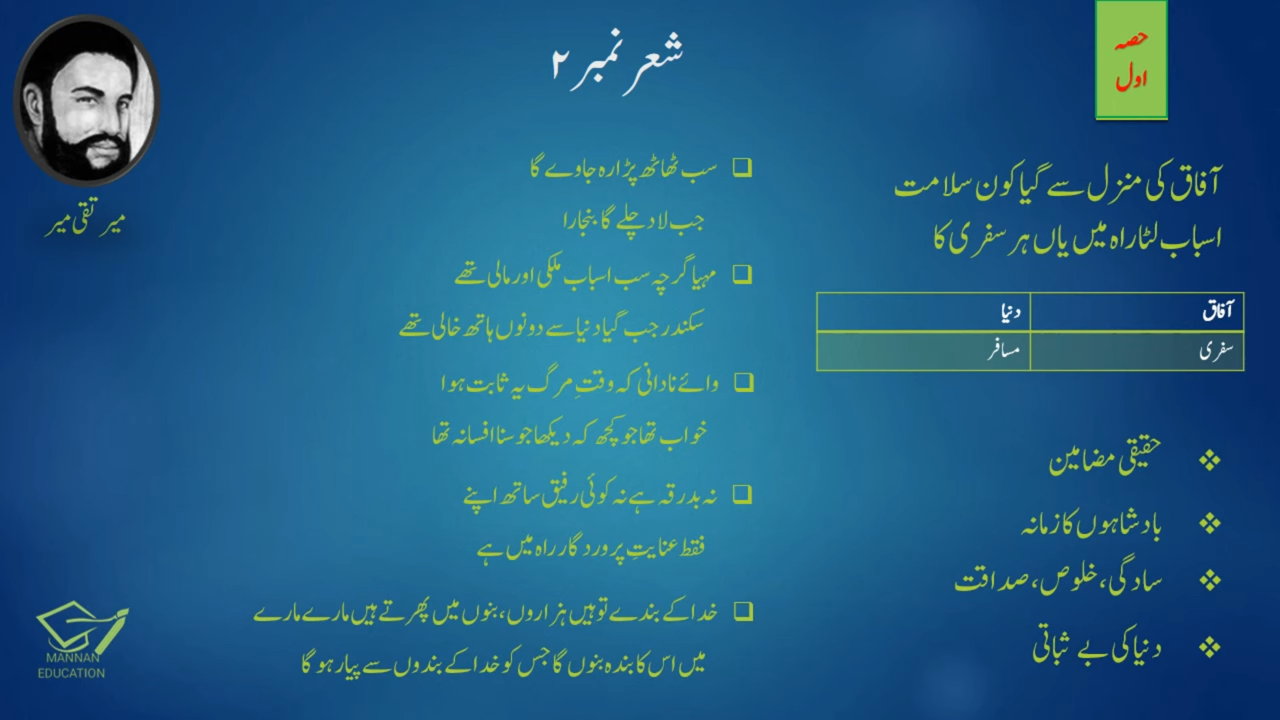 حصہ
اول
شعر نمبر ۲
میر تقی میر
آفاق کی منزل سے گیا کون سلامت
اسباب لٹا راہ میں یاں ہر سفری کا
آفاق دنیا
سفری مسافر
حقیقی مضامین
بادشاہوں کا زمانہ
سادگی، خلوص، صداقت
دنیا کی بے ثباتی
سب ٹھاٹھ پڑا رہ جاوے گا
جب لاد چلے گا بنجارا
مہیا گرچہ سب اسباب ملکی اور مالی تھے
سکندر جب گیا دنیا سے دونوں ہاتھ خالی تھے
وائے نادانی کہ وقتِ مرگ یہ ثابت ہوا
خواب تھا جو کچھ کہ دیکھا جو سنا افسانہ تھا
نہ بدرقہ ہے نہ کوئی رفیق ساتھ اپنے
فقط عنایتِ پروردگار راہ میں ہے
خدا کے بندے تو ہیں ہزاروں، بنوں میں پھرتے ہیں مارے مارے
میں اس کا بندہ بنوں گا جس کو خدا کے بندوں سے پیار ہو گا
MANNAN
EDUCATION